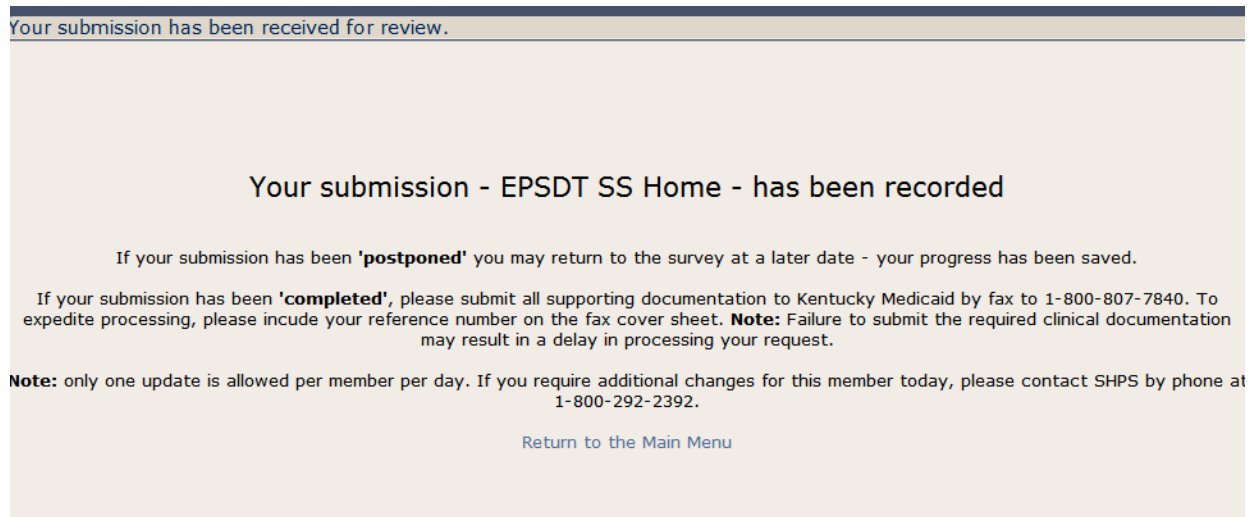 Your submission has been received for review.
Your submission - EPSDT SS Home - has been recorded
If your submission has been 'postponed' you may return to the survey at a later date - your progress has been saved.
If your submission has been 'completed', please submit all supporting documentation to Kentucky Medicaid by fax to 1-800-807-7840. To
expedite processing, please incude your reference number on the fax cover sheet. Note: Failure to submit the required clinical documentation
may result in a delay in processing your request.
Note: only one update is allowed per member per day. If you require additional changes for this member today, please contact SHPS by phone at
1-800-292-2392.
Return to the Main Menu